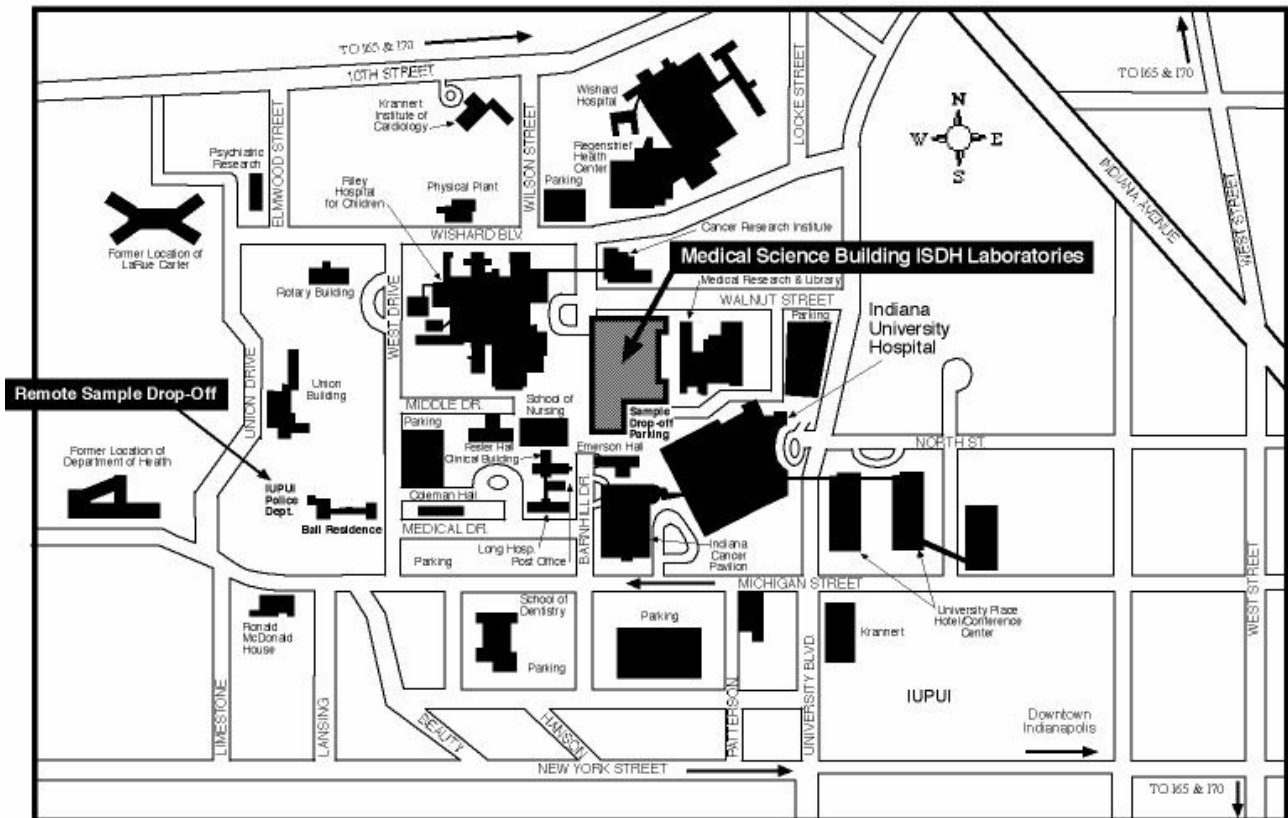 TO I65 & I70
10TH STREET
TO I65 & I70
Wishard
Hospital
LOCKE STREET
N
W
E
S
Krannert
Institute of
Cardiology
Psychiatric
Research
ELMWOOD STREET
WILSON STREET
Regenstrief
Health
Center
Parking
INDIANA AVENUE
WEST STREET
Riley
Hospital
for Children
Physical Plant
WISHARD BLV.
Cancer Research Institute
Former Location of
LaRue Carter
Medical Science Building ISDH Laboratories
Rotary Building
WEST DRIVE
Medical Research & Library
WALNUT STREET
Parking
Indiana
University
Hospital
Remote Sample Drop-Off
UNION DRIVE
Union
Building
MIDDLE DR.
School of
Nursing
Sample
Drop-off
Parking
Parking
Fesler Hall
Clinical Building
Emerson Hall
NORTH ST.
Former Location of
Department of Health
IUPUI
Police
Dept.
Ball Residence
Coleman Hall
MEDICAL DR.
Long Hosp.
Post Office
BARNHILL DR.
Indiana
Cancer
Pavilion
Parking
MICHIGAN STREET
WEST STREET
Ronald
McDonald
House
School of
Dentistry
Parking
Parking
Krannert
University Place
Hotel/Conference
Center
LIMESTONE
LANSING
BEAUTY
HANSON
PATTERSON
UNIVERSITY BLVD.
IUPUI
Downtown
Indianapolis
NEW YORK STREET
TO I65 & I70